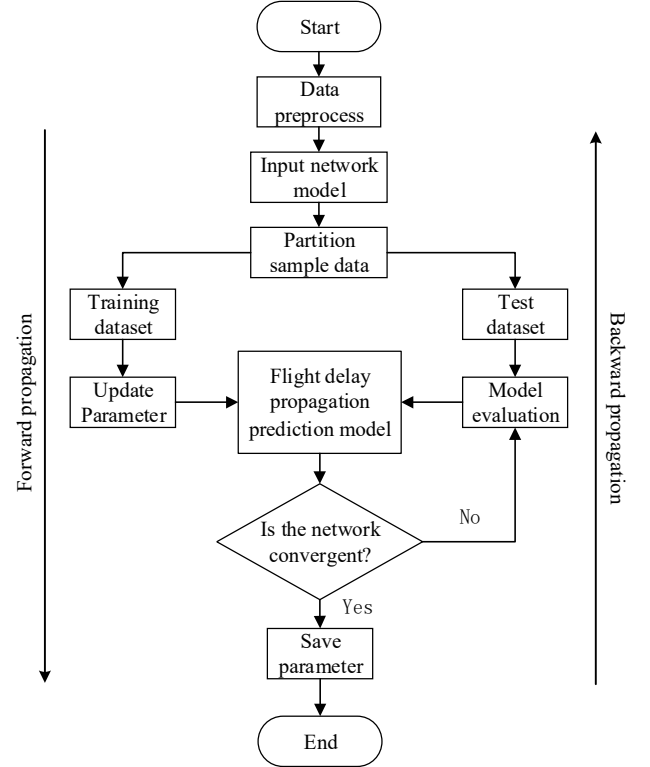 Start
Data
preprocess
Input network
model
Partition
sample data
Training
dataset
Test
dataset
Update
Parameter
Flight delay
propagation
prediction model
Model
evaluation
Forward propagation
Backward propagation
Is the network
convergent?
No
Yes
Save
parameter
End